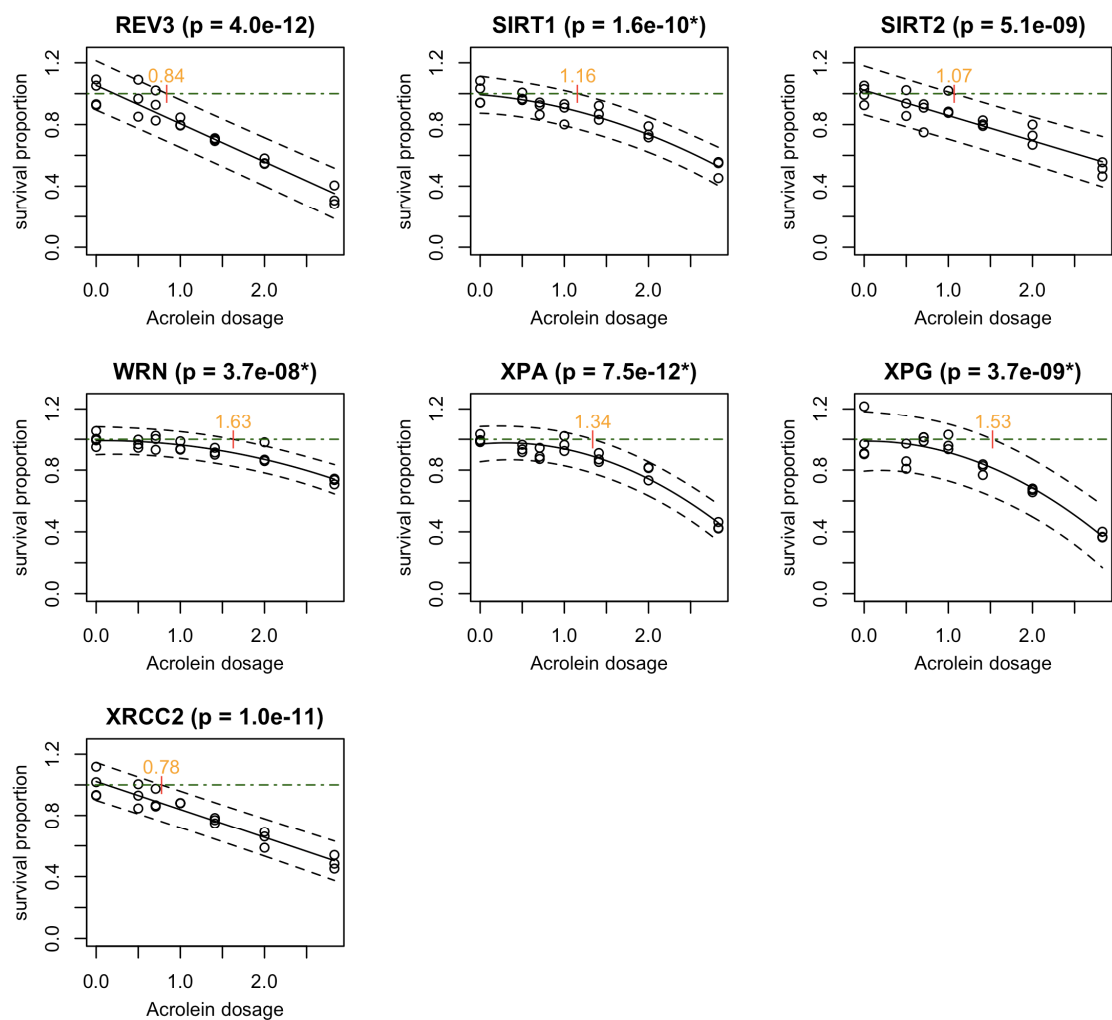 REV3 (p = 4.0e-12)
0.84
survival proportion
0.0 0.4 0.8 1.2
0.0 1.0 2.0
Acrolein dosage
SIRT1 (p = 1.6e-10*)
1.16
survival proportion
0.0 0.4 0.8 1.2
0.0 1.0 2.0
Acrolein dosage
SIRT2 (p = 5.1e-09)
1.07
survival proportion
0.0 0.4 0.8 1.2
0.0 1.0 2.0
Acrolein dosage
WRN (p = 3.7e-08*)
1.63
survival proportion
0.0 0.4 0.8 1.2
0.0 1.0 2.0
Acrolein dosage
XPA (p = 7.5e-12*)
1.34
survival proportion
0.0 0.4 0.8 1.2
0.0 1.0 2.0
Acrolein dosage
XPG (p = 3.7e-09*)
1.53
survival proportion
0.0 0.4 0.8 1.2
0.0 1.0 2.0
Acrolein dosage
XRCC2 (p = 1.0e-11)
0.78
survival proportion
0.0 0.4 0.8 1.2
0.0 1.0 2.0
Acrolein dosage